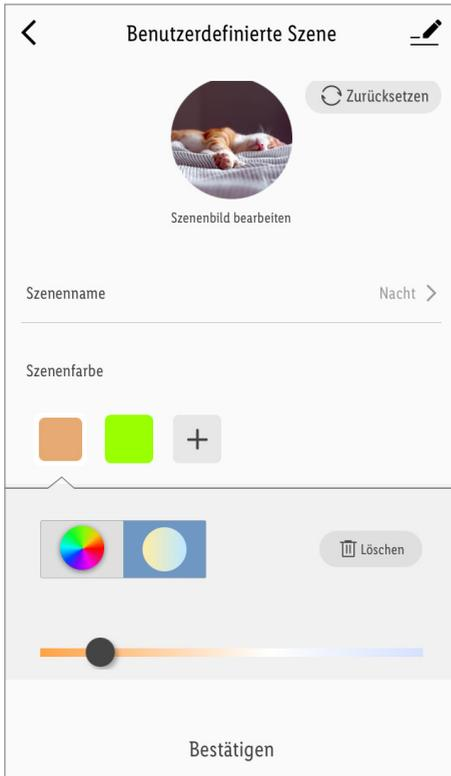 Benutzerdefinierte Szene
Zurücksetzen
Szenenbild bearbeiten
Szenenname
Nacht
Szenenfarbe
Löschen
Bestätigen